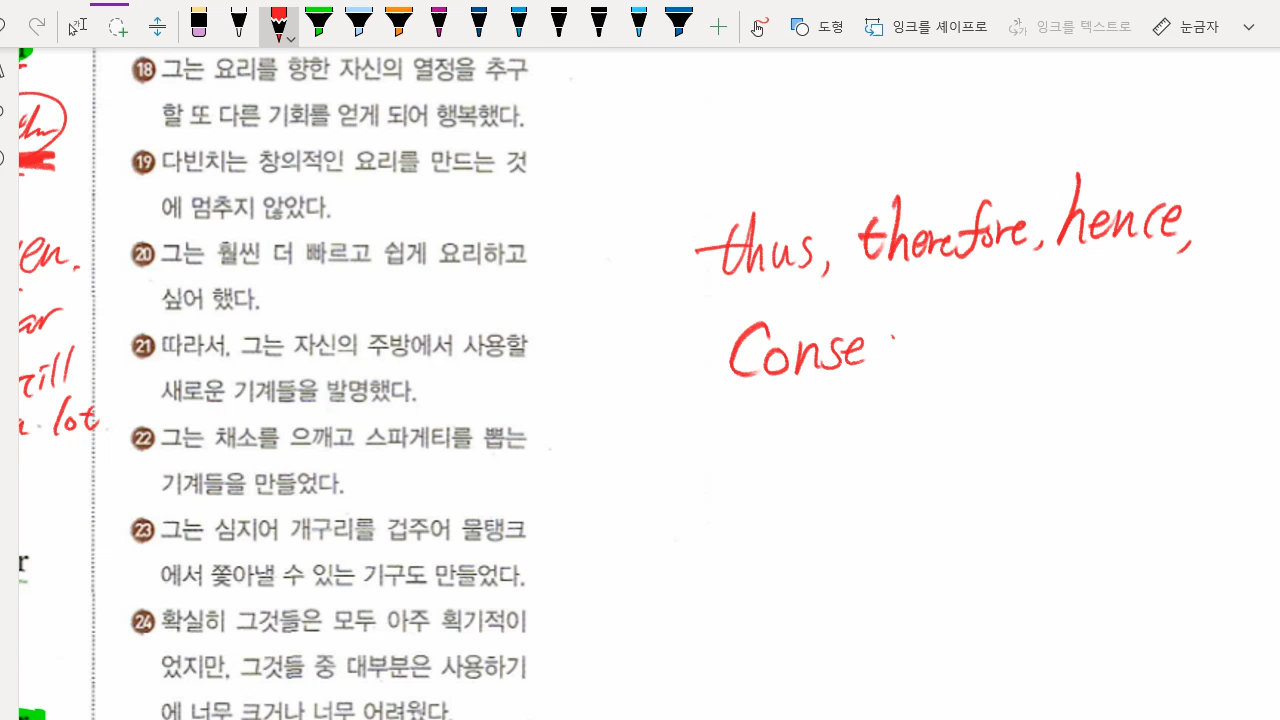 도형
잉크를 셰이프로
잉크를 텍스트로
눈금자
18 그는 요리를 향한 자신의 열정을 추구
할 또 다른 기회를 얻게 되어 행복했다.
19 다빈치는 창의적인 요리를 만드는 것
에 멈추지 않았다.
20 그는 훨씬 더 빠르고 쉽게 요리하고
싶어 했다.
21 따라서, 그는 자신의 주방에서 사용할
새로운 기계들을 발명했다.
22 그는 채소를 으깨고 스파게티를 뽑는
기계들을 만들었다.
23 그는 심지어 개구리를 겁주어 물탱크
에서 쫓아낼 수 있는 기구도 만들었다.
24 확실히 그것들은 모두 아주 획기적이
었지만, 그것들 중 대부분은 사용하기
에 너무 크거나 너무 어려웠다.
lot
thus, therefore, hence,
Conse